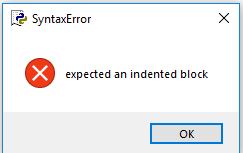 SyntaxError
expected an indented block
OK